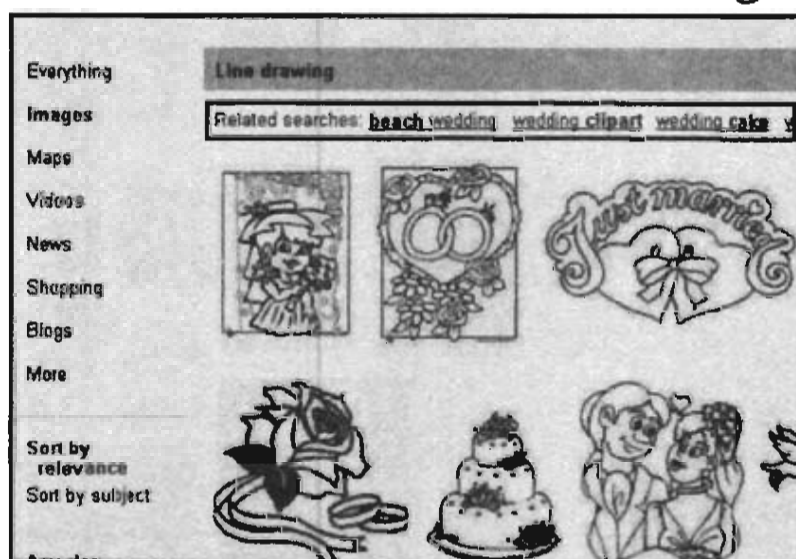 Everything
Line drawing
Images
Related searches: beach wedding wedding clipart wedding cake
Maps
Videos
News
Shopping
Blogs
More
Just married
Sort by
relevance
Sort by subject